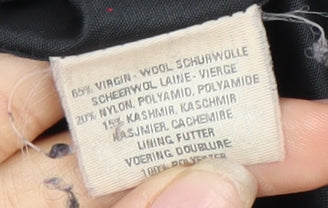 65% VIRGIN - WOOL SCHURWOLLE
SCHEERWOL LAINE - VIERGE
20% NYLON, POLYAMID, POLYAMIDE
15% KASHMIR, KASCHMIR
KASJMIER, CACHEMIRE
LINING, FUTTER
VOERING, DOUBLURE
100% POLYESTER